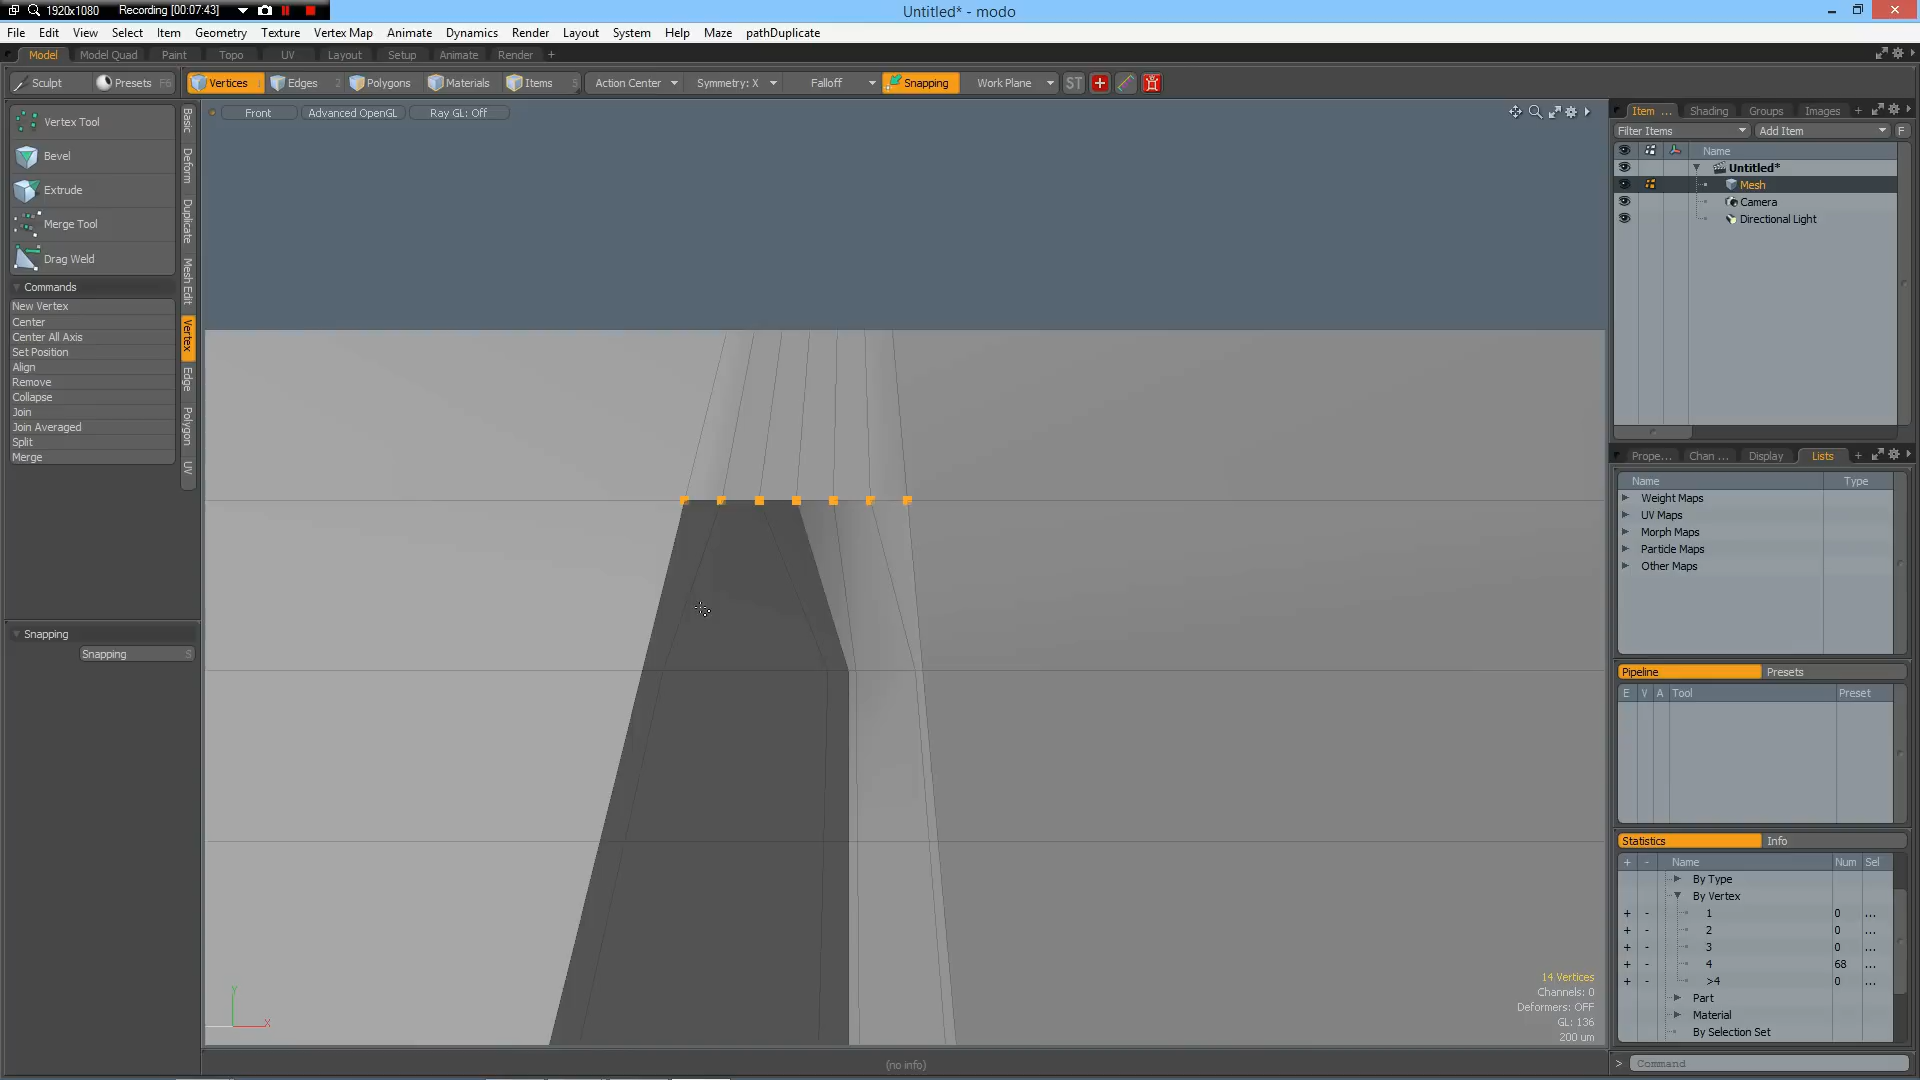 1920x1080 Recording [00:07:43]
Untitled* - modo
File Edit View Select Item Geometry Texture Vertex Map Animate Dynamics Render Layout System Help Maze pathDuplicate
Model Model Quad Paint Topo UV Layout Setup Animate Render +
Sculpt Presets F6 Vertices 1 Edges 2 Polygons Materials Items 5 Action Center Symmetry: X Falloff Snapping Work Plane ST
Front Advanced OpenGL Ray GL: Off
Item ... Shading Groups Images +
Filter Items Add Item F
Name
Untitled*
Mesh
Camera
Directional Light
Vertex Tool
Bevel
Extrude
Merge Tool
Drag Weld
Commands
New Vertex
Center
Center All Axis
Set Position
Align
Remove
Collapse
Join
Join Averaged
Split
Merge
Basic
Deform
Duplicate
Mesh Edit
Vertex
Edge
Polygon
UV
Snapping
Snapping S
Prope... Chan ... Display Lists +
Name Type
Weight Maps
UV Maps
Morph Maps
Particle Maps
Other Maps
Pipeline Presets
E V A Tool Preset
Statistics Info
+ - Name Num Sel
By Type
By Vertex
+ - 1 0 ...
+ - 2 0 ...
+ - 3 0 ...
+ - 4 68 ...
+ - >4 0 ...
Part
Material
By Selection Set
14 Vertices
Channels: 0
Deformers: OFF
GL: 136
200 um
Y
X
(no info)
> Command